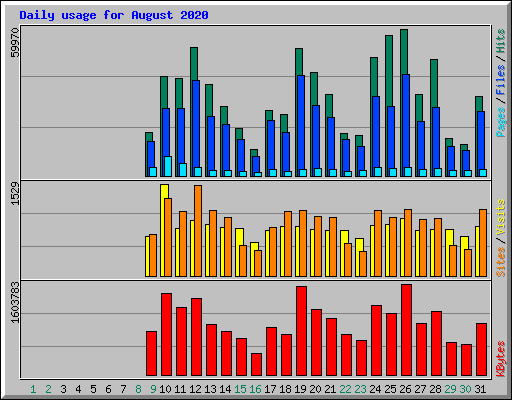 Daily usage for August 2020
59970
Pages / Files / Hits
1529
Sites / Visits
1603783
KBytes
1 2 3 4 5 6 7 8 9 10 11 12 13 14 15 16 17 18 19 20 21 22 23 24 25 26 27 28 29 30 31